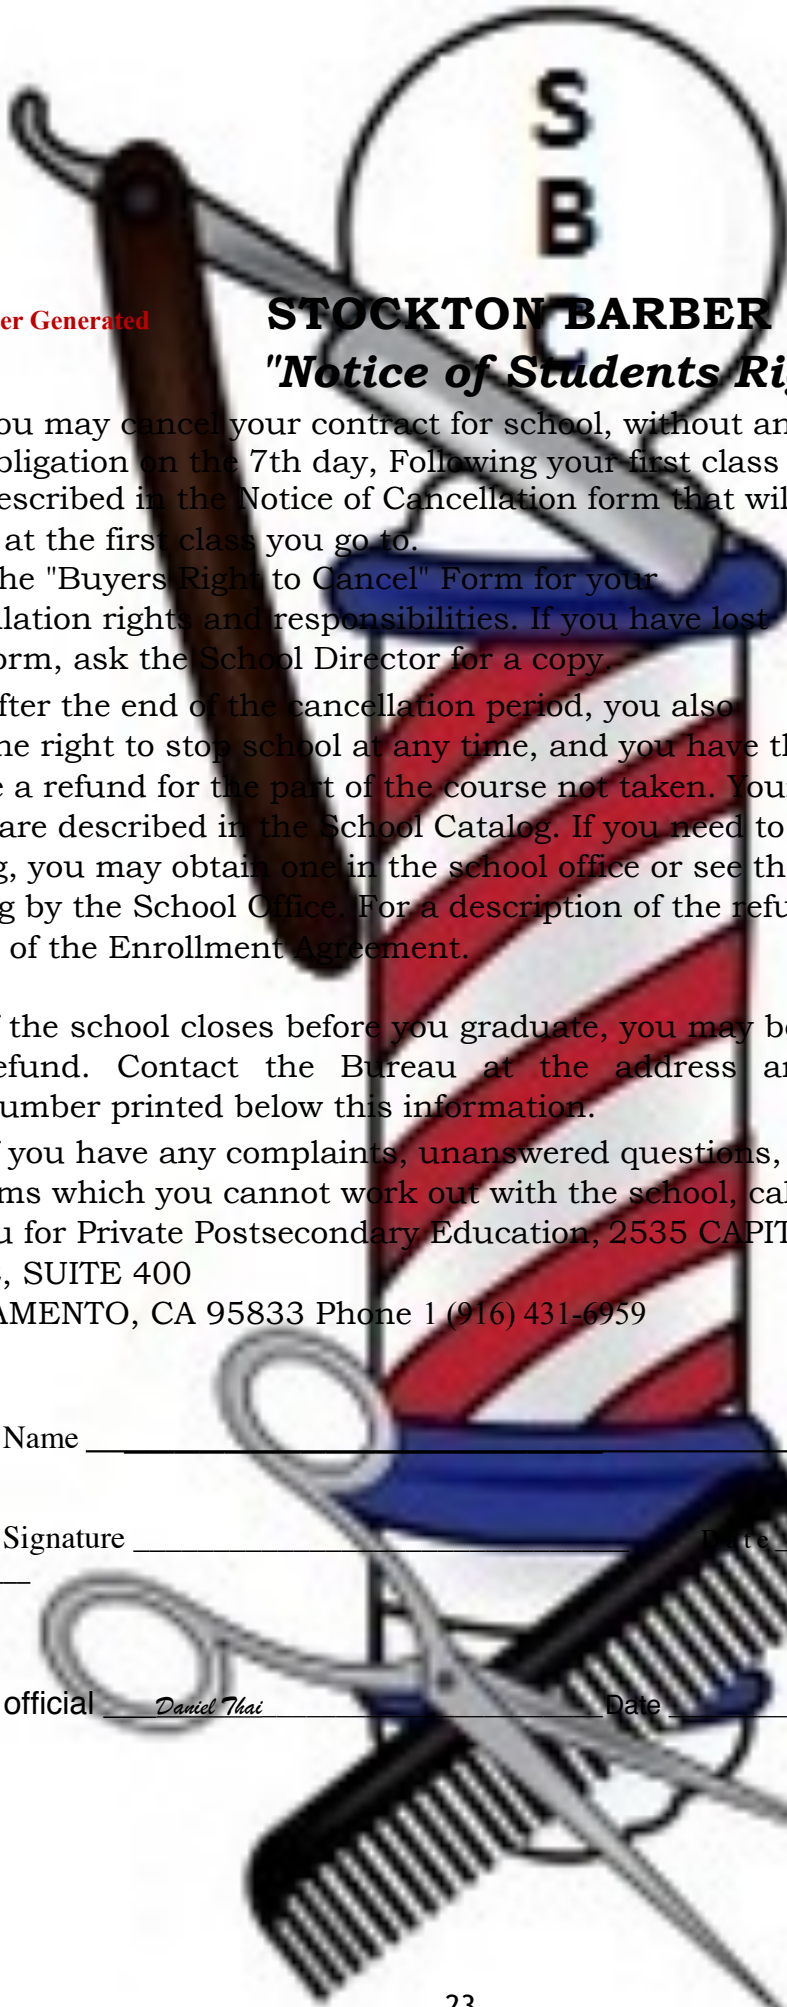 S
B
C
er Generated
STOCKTON BARBER
"Notice of Students Rig
ou may cancel your contract for school, without an
bligation on the 7th day, Following your first class
escribed in the Notice of Cancellation form that wil
at the first class you go to.
he "Buyers Right to Cancel" Form for your
llation rights and responsibilities. If you have lost
orm, ask the School Director for a copy.
fter the end of the cancellation period, you also
he right to stop school at any time, and you have th
e a refund for the part of the course not taken. Your
are described in the School Catalog. If you need to
g, you may obtain one in the school office or see th
g by the School Office. For a description of the refu
of the Enrollment Agreement.
f the school closes before you graduate, you may be
efund. Contact the Bureau at the address an
umber printed below this information.
f you have any complaints, unanswered questions,
ms which you cannot work out with the school, cal
u for Private Postsecondary Education, 2535 CAPIT
, SUITE 400
AMENTO, CA 95833 Phone 1 (916) 431-6959
Name
Signature Date
official Daniel Thai Date
23